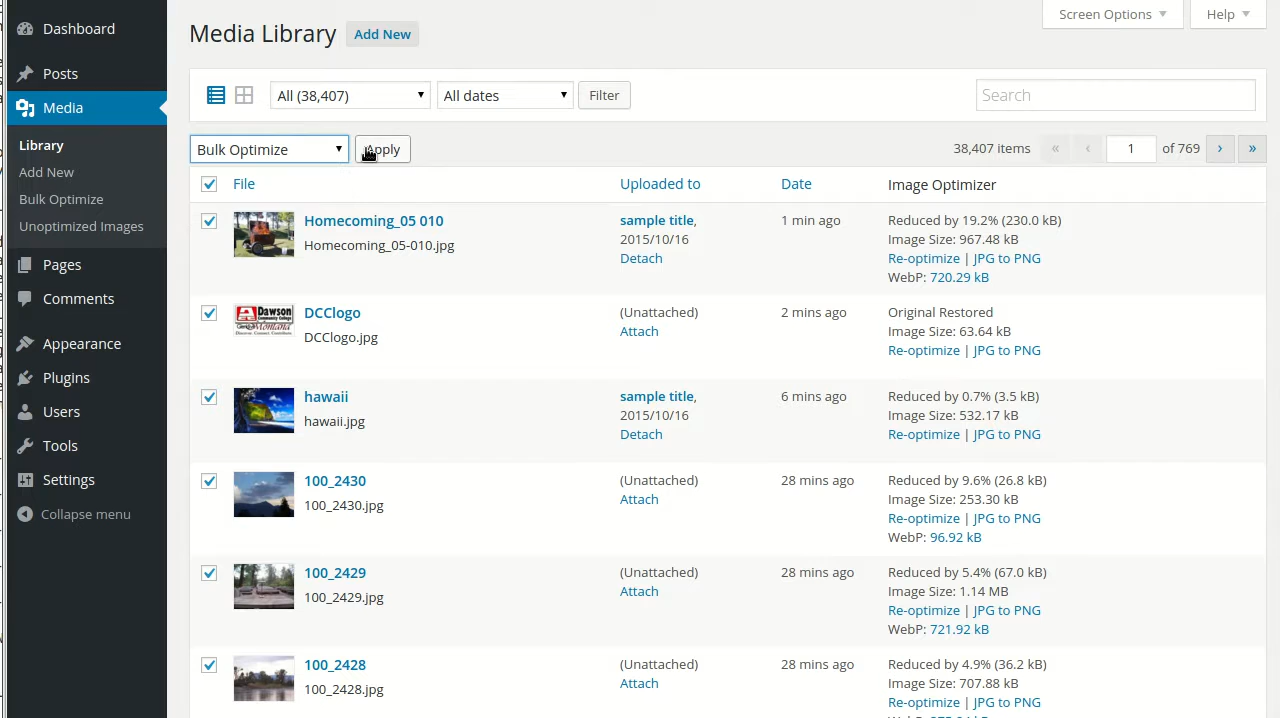 Dashboard
Posts
Media
Library
Add New
Bulk Optimize
Unoptimized Images
Pages
Comments
Appearance
Plugins
Users
Tools
Settings
Collapse menu
Screen Options
Help
Media Library Add New
All (38,407) All dates Filter Search
Bulk Optimize Apply 38,407 items « ‹ 1 of 769 › »
File Uploaded to Date Image Optimizer
Homecoming_05 010
Homecoming_05-010.jpg
sample title,
2015/10/16
Detach
1 min ago
Reduced by 19.2% (230.0 kB)
Image Size: 967.48 kB
Re-optimize | JPG to PNG
WebP: 720.29 kB
Dawson
DCClogo
DCClogo.jpg
(Unattached)
Attach
2 mins ago
Original Restored
Image Size: 63.64 kB
Re-optimize | JPG to PNG
hawaii
hawaii.jpg
sample title,
2015/10/16
Detach
6 mins ago
Reduced by 0.7% (3.5 kB)
Image Size: 532.17 kB
Re-optimize | JPG to PNG
100_2430
100_2430.jpg
(Unattached)
Attach
28 mins ago
Reduced by 9.6% (26.8 kB)
Image Size: 253.30 kB
Re-optimize | JPG to PNG
WebP: 96.92 kB
100_2429
100_2429.jpg
(Unattached)
Attach
28 mins ago
Reduced by 5.4% (67.0 kB)
Image Size: 1.14 MB
Re-optimize | JPG to PNG
WebP: 721.92 kB
100_2428
100_2428.jpg
(Unattached)
Attach
28 mins ago
Reduced by 4.9% (36.2 kB)
Image Size: 707.88 kB
Re-optimize | JPG to PNG